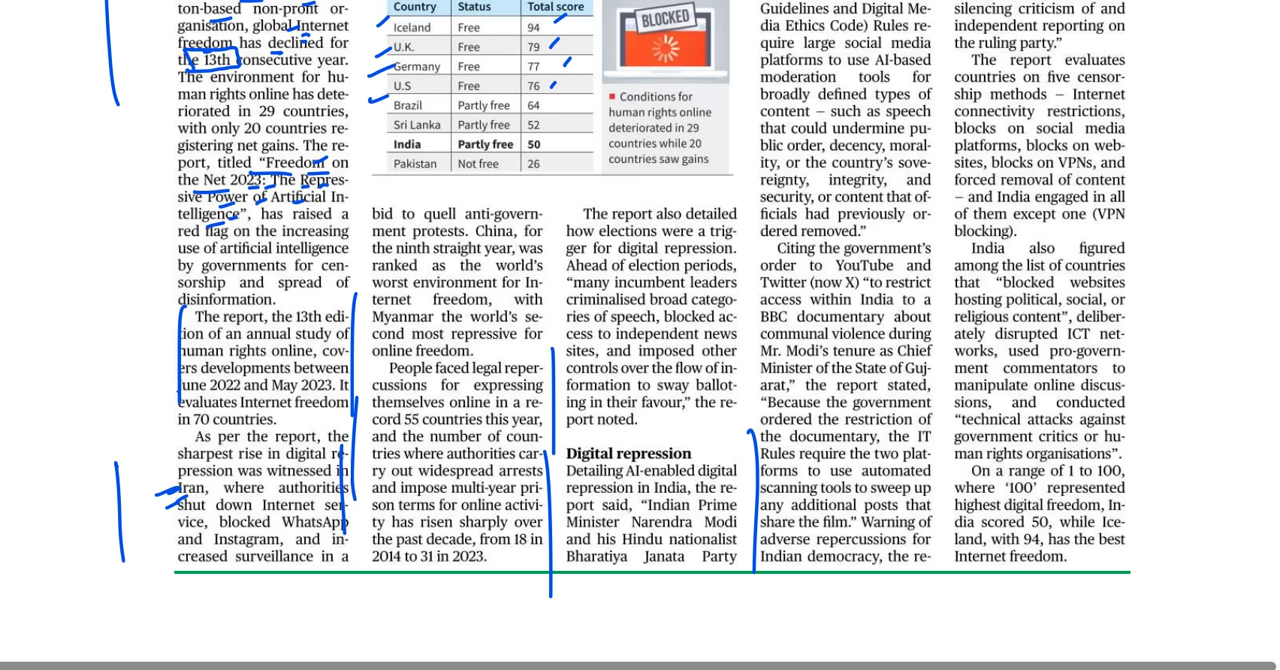 ton-based non-profit or-
ganisation, global Internet
freedom has declined for
the 13th consecutive year.
The environment for hu-
man rights online has dete-
riorated in 29 countries,
with only 20 countries re-
gistering net gains. The re-
port, titled “Freedom on
the Net 2023: The Repres-
sive Power of Artificial In-
telligence”, has raised a
red flag on the increasing
use of artificial intelligence
by governments for cen-
sorship and spread of
disinformation.
The report, the 13th edi-
tion of an annual study of
human rights online, cov-
ers developments between
June 2022 and May 2023. It
evaluates Internet freedom
in 70 countries.
As per the report, the
sharpest rise in digital re-
pression was witnessed in
Iran, where authorities
shut down Internet ser-
vice, blocked WhatsApp
and Instagram, and in-
creased surveillance in a
Country Status Total score
Iceland Free 94
U.K. Free 79
Germany Free 77
U.S Free 76
Brazil Partly free 64
Sri Lanka Partly free 52
India Partly free 50
Pakistan Not free 26
BLOCKED
Conditions for
human rights online
deteriorated in 29
countries while 20
countries saw gains
bid to quell anti-govern-
ment protests. China, for
the ninth straight year, was
ranked as the world’s
worst environment for In-
ternet freedom, with
Myanmar the world’s se-
cond most repressive for
online freedom.
People faced legal reper-
cussions for expressing
themselves online in a re-
cord 55 countries this year,
and the number of coun-
tries where authorities car-
ry out widespread arrests
and impose multi-year pri-
son terms for online activi-
ty has risen sharply over
the past decade, from 18 in
2014 to 31 in 2023.
The report also detailed
how elections were a trig-
ger for digital repression.
Ahead of election periods,
“many incumbent leaders
criminalised broad catego-
ries of speech, blocked ac-
cess to independent news
sites, and imposed other
controls over the flow of in-
formation to sway ballot-
ing in their favour,” the re-
port noted.
Digital repression
Detailing AI-enabled digital
repression in India, the re-
port said, “Indian Prime
Minister Narendra Modi
and his Hindu nationalist
Bharatiya Janata Party
Guidelines and Digital Me-
dia Ethics Code) Rules re-
quire large social media
platforms to use AI-based
moderation tools for
broadly defined types of
content – such as speech
that could undermine pu-
blic order, decency, moral-
ity, or the country’s sove-
reignty, integrity, and
security, or content that of-
ficials had previously or-
dered removed.”
Citing the government’s
order to YouTube and
Twitter (now X) “to restrict
access within India to a
BBC documentary about
communal violence during
Mr. Modi’s tenure as Chief
Minister of the State of Guj-
arat,” the report stated,
“Because the government
ordered the restriction of
the documentary, the IT
Rules require the two plat-
forms to use automated
scanning tools to sweep up
any additional posts that
share the film.” Warning of
adverse repercussions for
Indian democracy, the re-
silencing criticism of and
independent reporting on
the ruling party.”
The report evaluates
countries on five censor-
ship methods – Internet
connectivity restrictions,
blocks on social media
platforms, blocks on web-
sites, blocks on VPNs, and
forced removal of content
– and India engaged in all
of them except one (VPN
blocking).
India also figured
among the list of countries
that “blocked websites
hosting political, social, or
religious content”, deliber-
ately disrupted ICT net-
works, used pro-govern-
ment commentators to
manipulate online discus-
sions, and conducted
“technical attacks against
government critics or hu-
man rights organisations”.
On a range of 1 to 100,
where ‘100’ represented
highest digital freedom, In-
dia scored 50, while Ice-
land, with 94, has the best
Internet freedom.